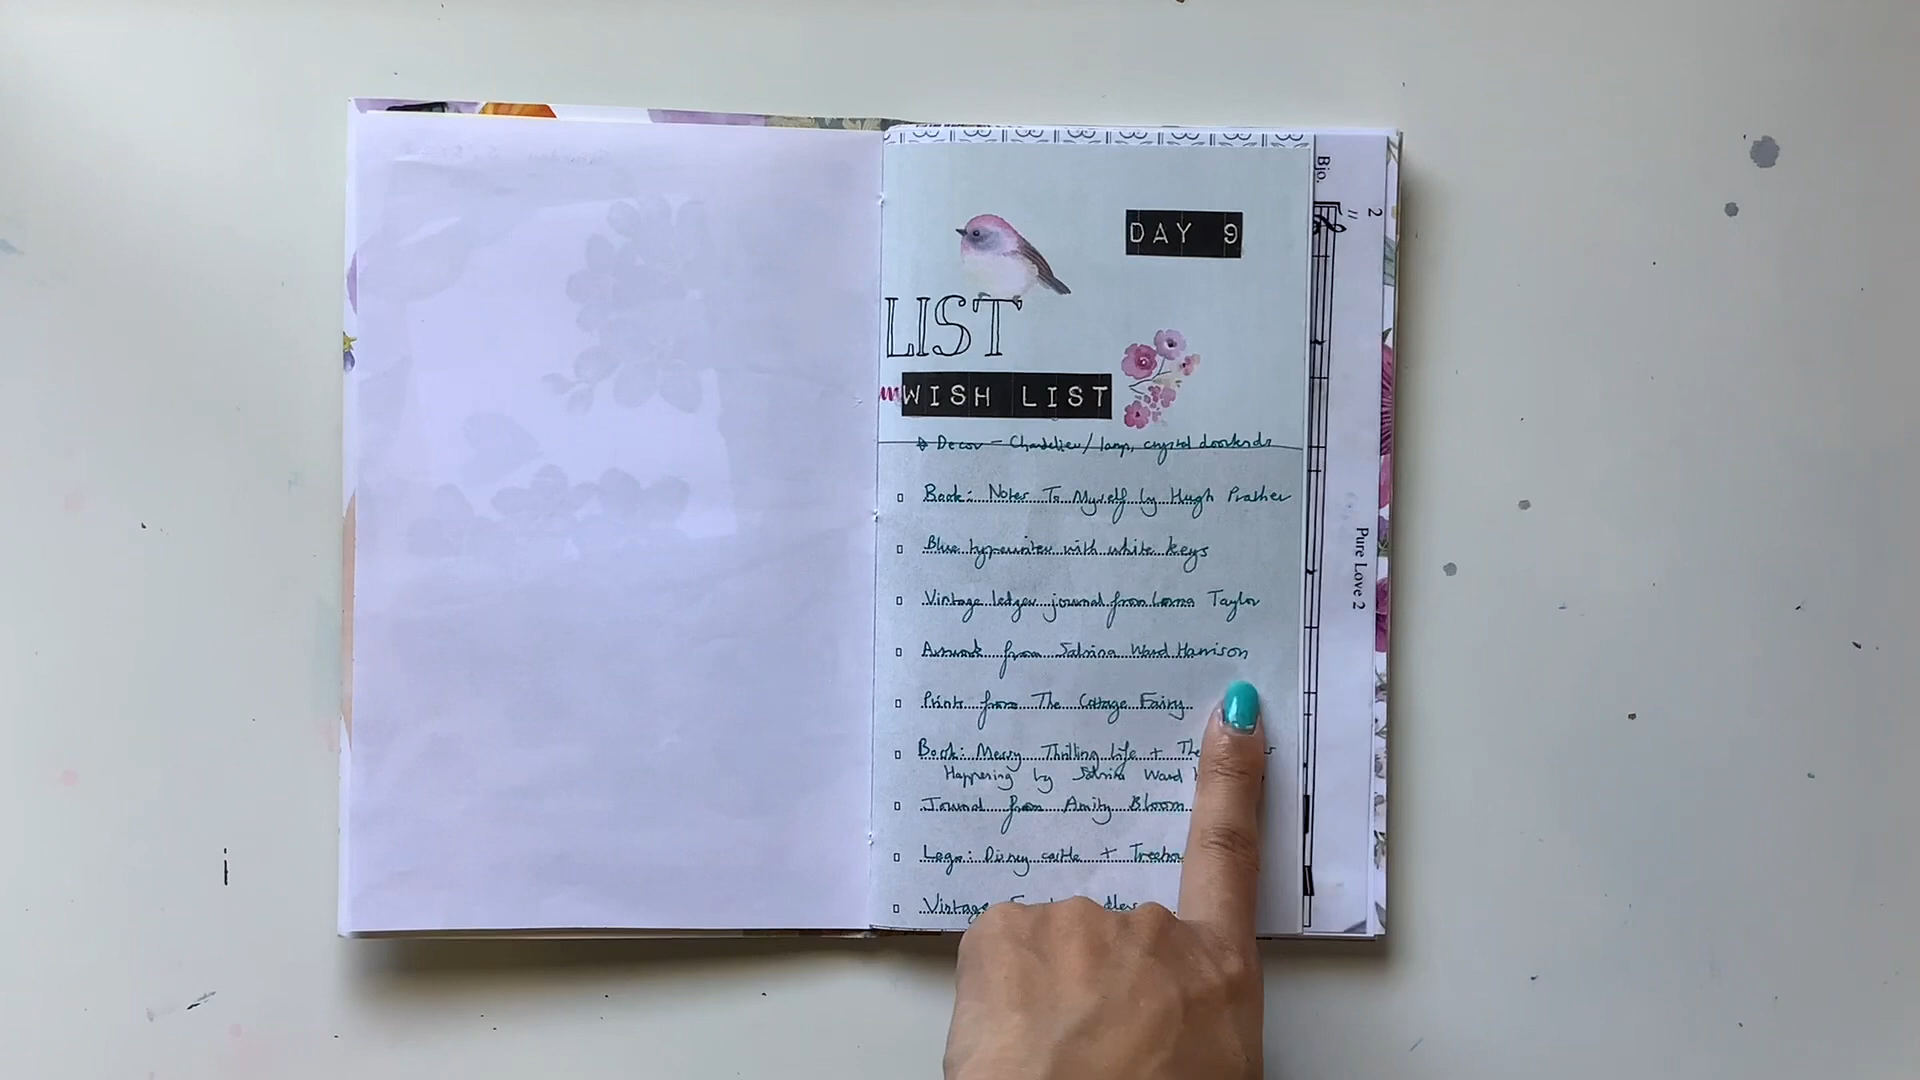 DAY 9
LIST
WISH LIST
Decor - Chandelier/lamp, crystal doorknobs
Book: Notes To Myself by Hugh Prather
Blue typewriter with white keys
Vintage ledger journal from Lorna Taylor
Artwork from Sabrina Ward Harrison
Prints from The Cottage Fairy
Book: Messy Thrilling Life + The
Happening by Sabrina Ward
Journal from Amity Bloom
Lego: Disney castle +
Vintage
Bjo.
2
Pure Love 2